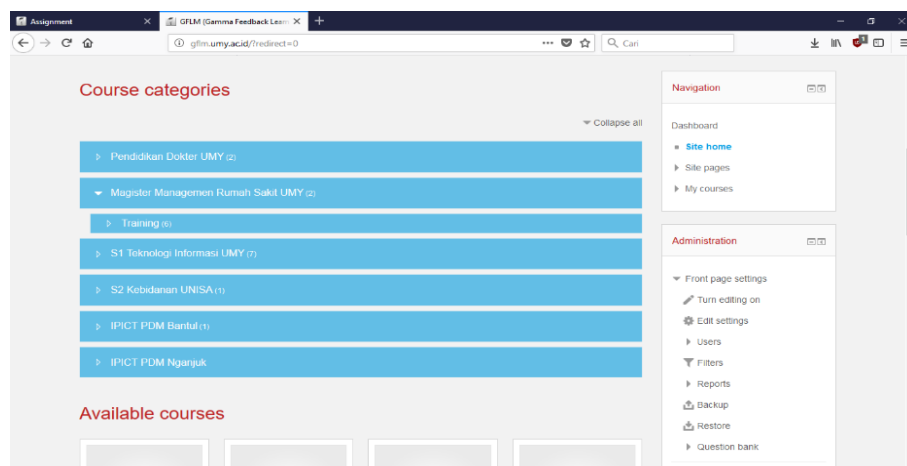 Assignment
GFLM (Gamma Feedback Learn
gflm.umy.ac.id/?redirect=0
Cari
Course categories
Collapse all
Pendidikan Dokter UMY (2)
Magister Managemen Rumah Sakit UMY (2)
Training (6)
S1 Teknologi Informasi UMY (7)
S2 Kebidanan UNISA (1)
IPICT PDM Bantul (1)
IPICT PDM Nganjuk
Available courses
Navigation
Dashboard
Site home
Site pages
My courses
Administration
Front page settings
Turn editing on
Edit settings
Users
Filters
Reports
Backup
Restore
Question bank